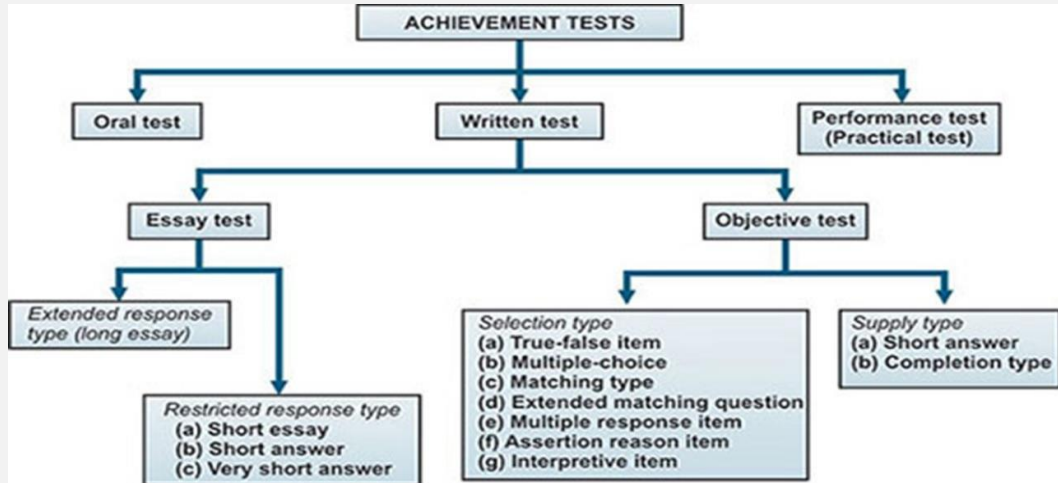 ACHIEVEMENT TESTS
Oral test
Written test
Performance test
(Practical test)
Essay test
Objective test
Extended response
type (long essay)
Restricted response type
(a) Short essay
(b) Short answer
(c) Very short answer
Selection type
(a) True-false item
(b) Multiple-choice
(c) Matching type
(d) Extended matching question
(e) Multiple response item
(f) Assertion reason item
(g) Interpretive item
Supply type
(a) Short answer
(b) Completion type